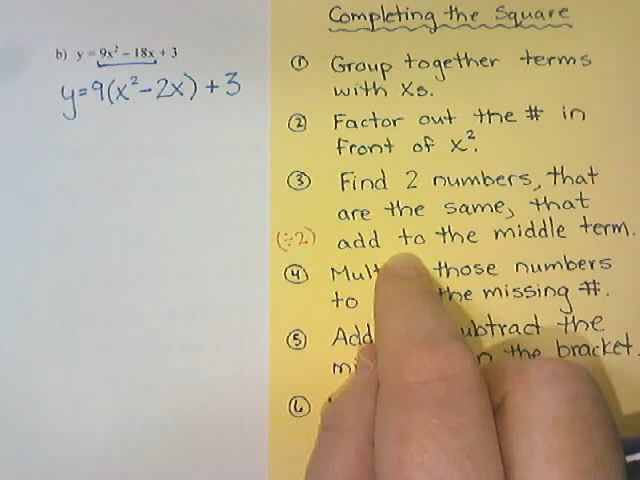 b) y = 9x² − 18x + 3
y=9(x²−2x)+3
Completing the Square
① Group together terms
with Xs.
② Factor out the # in
front of x².
③ Find 2 numbers, that
are the same, that
(÷2) add to the middle term.
④ Mult those numbers
to the missing #.
⑤ Add ubtract the
mi n the bracket.
⑥